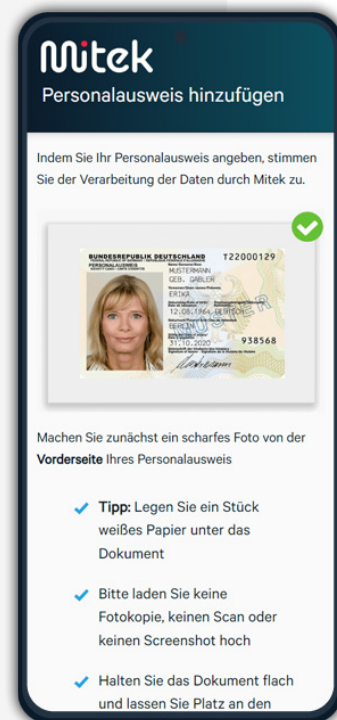 Mitek
Personalausweis hinzufügen
Indem Sie Ihr Personalausweis angeben, stimmen
Sie der Verarbeitung der Daten durch Mitek zu.
BUNDESREPUBLIK DEUTSCHLAND T22000129
PERSONALAUSWEIS
MUSTERMANN
GEB. GABLER
ERIKA
12.08.1964 DEUTSCH
BERLIN
31.10.2020 938568
MUSTER
Machen Sie zunächst ein scharfes Foto von der
Vorderseite Ihres Personalausweis
Tipp: Legen Sie ein Stück
weißes Papier unter das
Dokument
Bitte laden Sie keine
Fotokopie, keinen Scan oder
keinen Screenshot hoch
Halten Sie das Dokument flach
und lassen Sie Platz an den